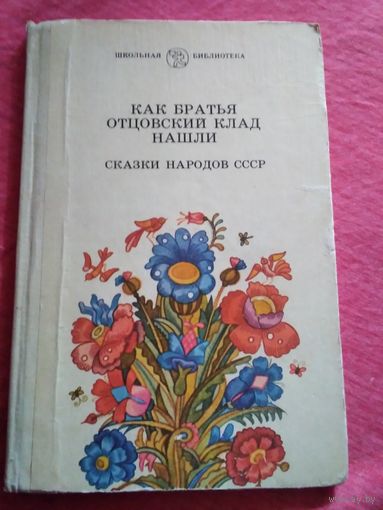 ШКОЛЬНАЯ БИБЛИОТЕКА
КАК БРАТЬЯ
ОТЦОВСКИЙ КЛАД
НАШЛИ
СКАЗКИ НАРОДОВ СССР